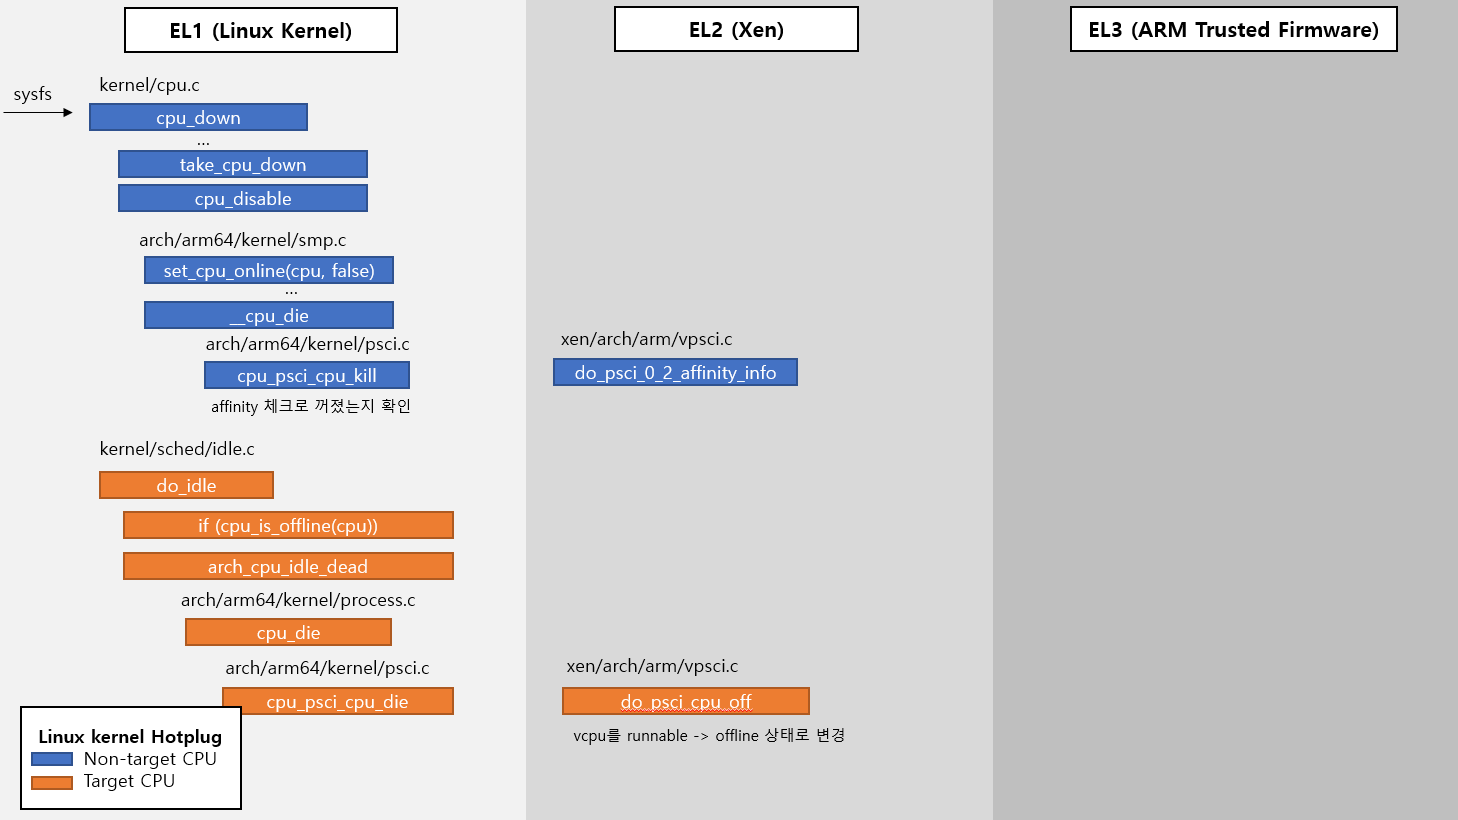 EL1 (Linux Kernel)
EL2 (Xen)
EL3 (ARM Trusted Firmware)
sysfs
kernel/cpu.c
cpu_down
...
take_cpu_down
cpu_disable
arch/arm64/kernel/smp.c
set_cpu_online(cpu, false)
...
__cpu_die
arch/arm64/kernel/psci.c
cpu_psci_cpu_kill
affinity 체크로 꺼졌는지 확인
xen/arch/arm/vpsci.c
do_psci_0_2_affinity_info
kernel/sched/idle.c
do_idle
if (cpu_is_offline(cpu))
arch_cpu_idle_dead
arch/arm64/kernel/process.c
cpu_die
arch/arm64/kernel/psci.c
cpu_psci_cpu_die
xen/arch/arm/vpsci.c
do_psci_cpu_off
vcpu를 runnable -> offline 상태로 변경
Linux kernel Hotplug
Non-target CPU
Target CPU